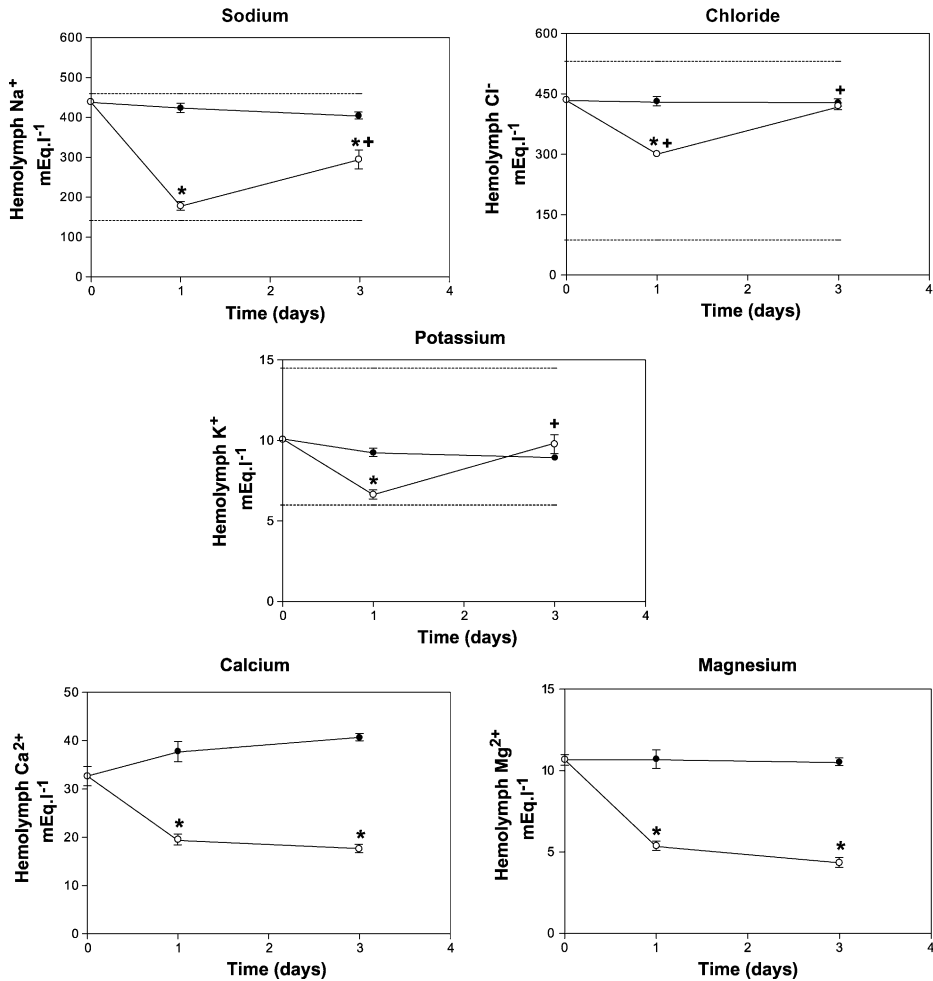 Sodium
Hemolymph Na⁺
mEq.l⁻¹
600
500
400
300
200
100
0
*
*+
0 1 2 3 4
Time (days)
Chloride
Hemolymph Cl⁻
mEq.l⁻¹
600
450
300
150
0
*+
+
0 1 2 3 4
Time (days)
Potassium
Hemolymph K⁺
mEq.l⁻¹
15
10
5
0
*
+
0 1 2 3 4
Time (days)
Calcium
Hemolymph Ca²⁺
mEq.l⁻¹
50
40
30
20
10
0
*
*
0 1 2 3 4
Time (days)
Magnesium
Hemolymph Mg²⁺
mEq.l⁻¹
15
10
5
0
*
*
0 1 2 3 4
Time (days)